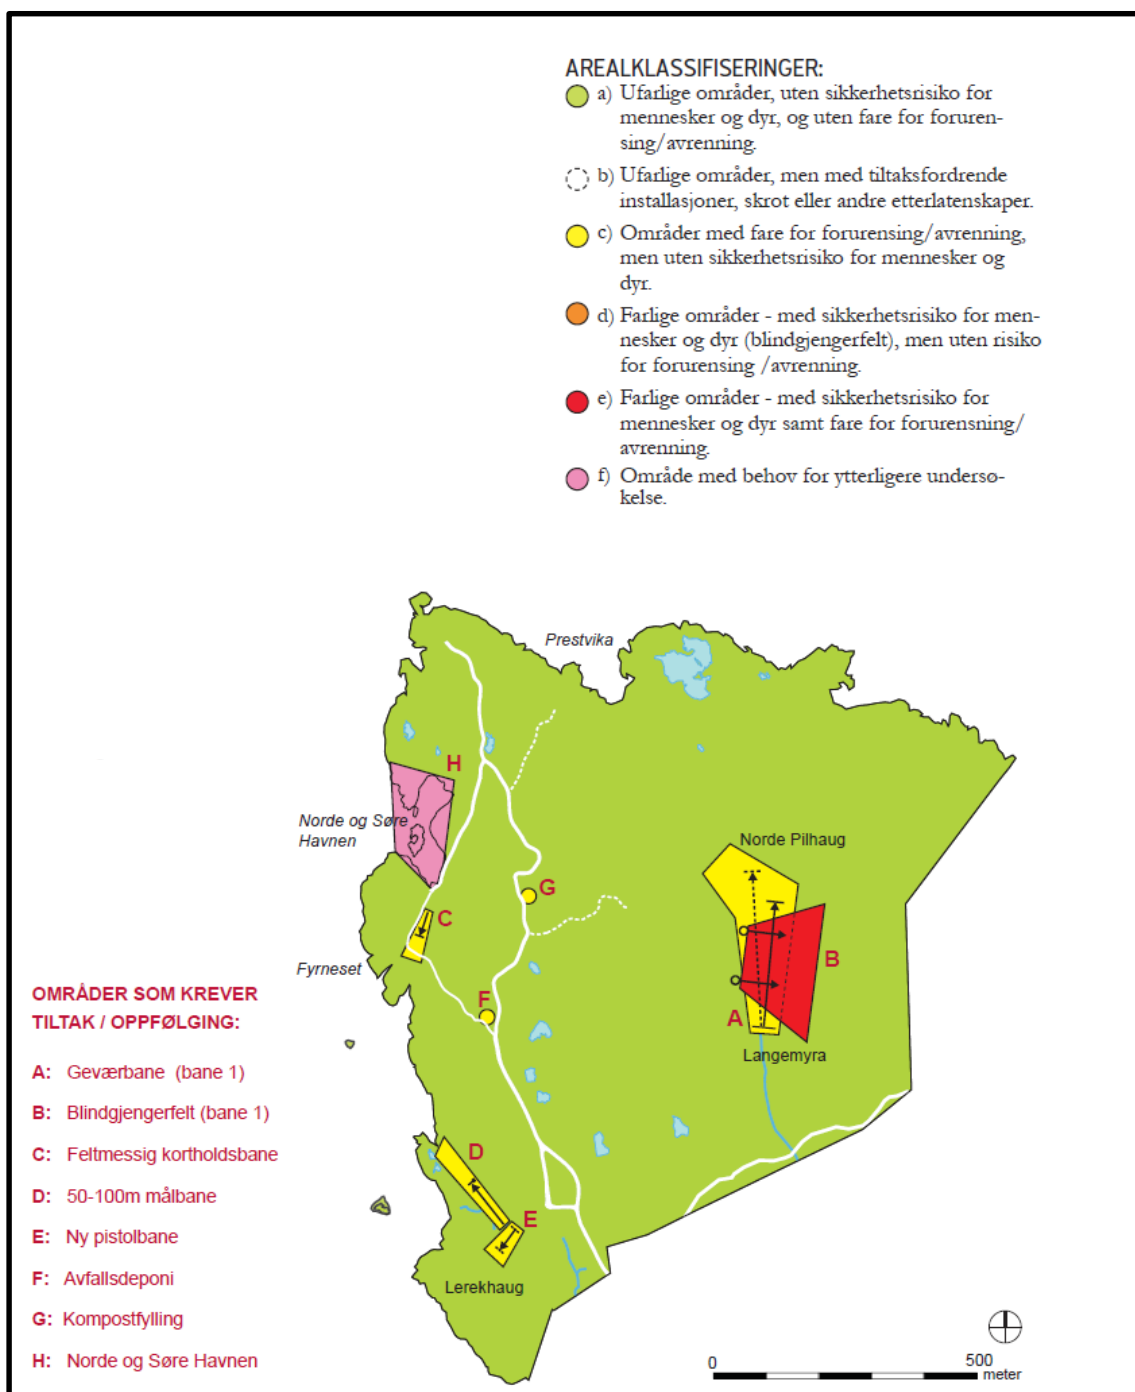 AREALKLASSIFISERINGER:
a) Ufarlige områder, uten sikkerhetsrisiko for
mennesker og dyr, og uten fare for foruren-
sing/avrenning.
b) Ufarlige områder, men med tiltaksfordrende
installasjoner, skrot eller andre etterlatenskaper.
c) Områder med fare for forurensing/avrenning,
men uten sikkerhetsrisiko for mennesker og
dyr.
d) Farlige områder - med sikkerhetsrisiko for men-
nesker og dyr (blindgjengerfelt), men uten risiko
for forurensing /avrenning.
e) Farlige områder - med sikkerhetsrisiko for
mennesker og dyr samt fare for forurensning/
avrenning.
f) Område med behov for ytterligere undersø-
kelse.
Prestvika
H
Norde og Søre
Havnen
Norde Pilhaug
G
C
B
Fyrneset
F
A
Langemyra
D
E
Lerekhaug
OMRÅDER SOM KREVER
TILTAK / OPPFØLGING:
A: Geværbane (bane 1)
B: Blindgjengerfelt (bane 1)
C: Feltmessig kortholdsbane
D: 50-100m målbane
E: Ny pistolbane
F: Avfallsdeponi
G: Kompostfylling
H: Norde og Søre Havnen
0 500
meter